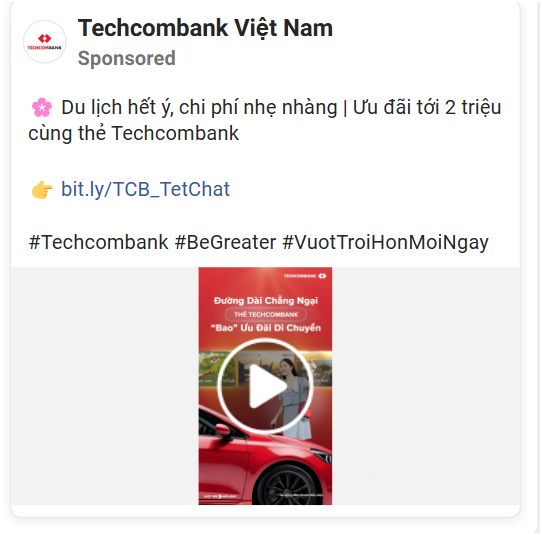 Techcombank Việt Nam
TECHCOMBANK
Sponsored
🌸 Du lịch hết ý, chi phí nhẹ nhàng | Ưu đãi tới 2 triệu
cùng thẻ Techcombank
👉 bit.ly/TCB_TetChat
#Techcombank #BeGreater #VuotTroiHonMoiNgay
TECHCOMBANK
Đường Dài Chẳng Ngại
THẺ TECHCOMBANK
"Bao" Ưu Đãi Di Chuyển